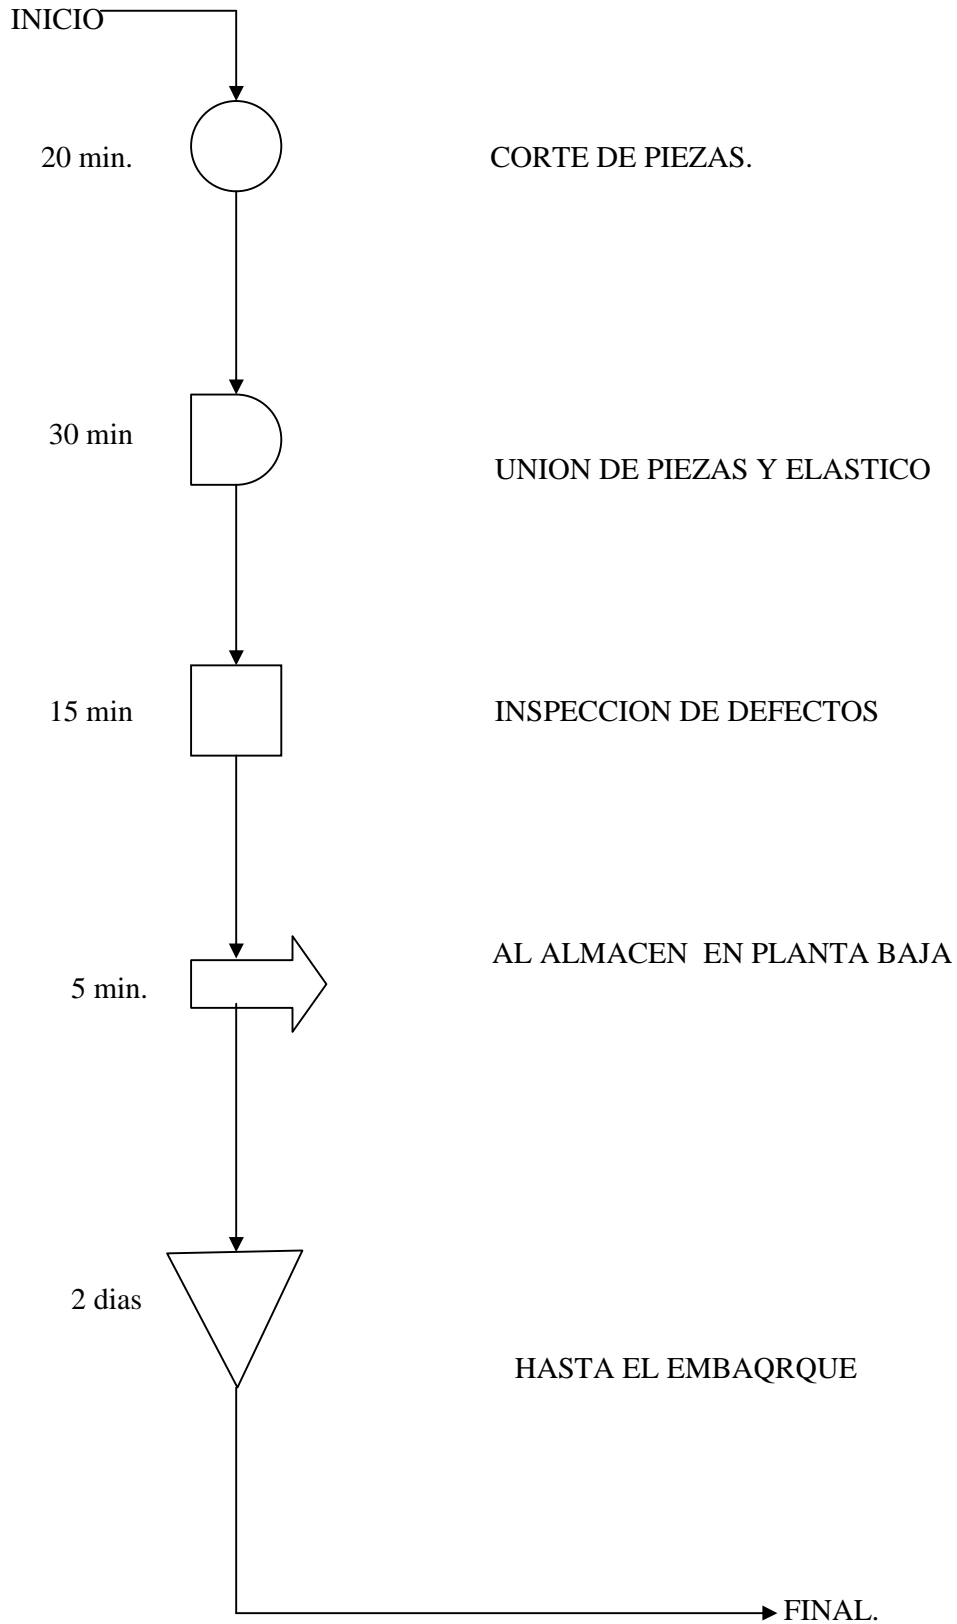 INICIO
20 min.
CORTE DE PIEZAS.
30 min
UNION DE PIEZAS Y ELASTICO
15 min
INSPECCION DE DEFECTOS
AL ALMACEN  EN PLANTA BAJA
5 min.
2 dias
HASTA EL EMBAQRQUE
FINAL.